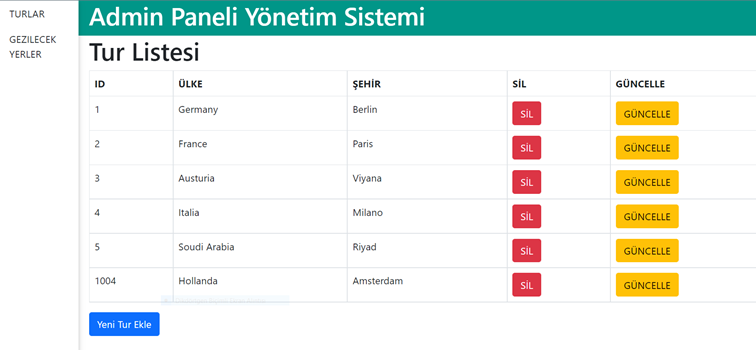 TURLAR
GEZILECEK
YERLER
Admin Paneli Yönetim Sistemi
Tur Listesi
ID ÜLKE ŞEHİR SİL GÜNCELLE
1 Germany Berlin SİL GÜNCELLE
2 France Paris SİL GÜNCELLE
3 Austuria Viyana SİL GÜNCELLE
4 Italia Milano SİL GÜNCELLE
5 Soudi Arabia Riyad SİL GÜNCELLE
1004 Hollanda Amsterdam SİL GÜNCELLE
Yeni Tur Ekle